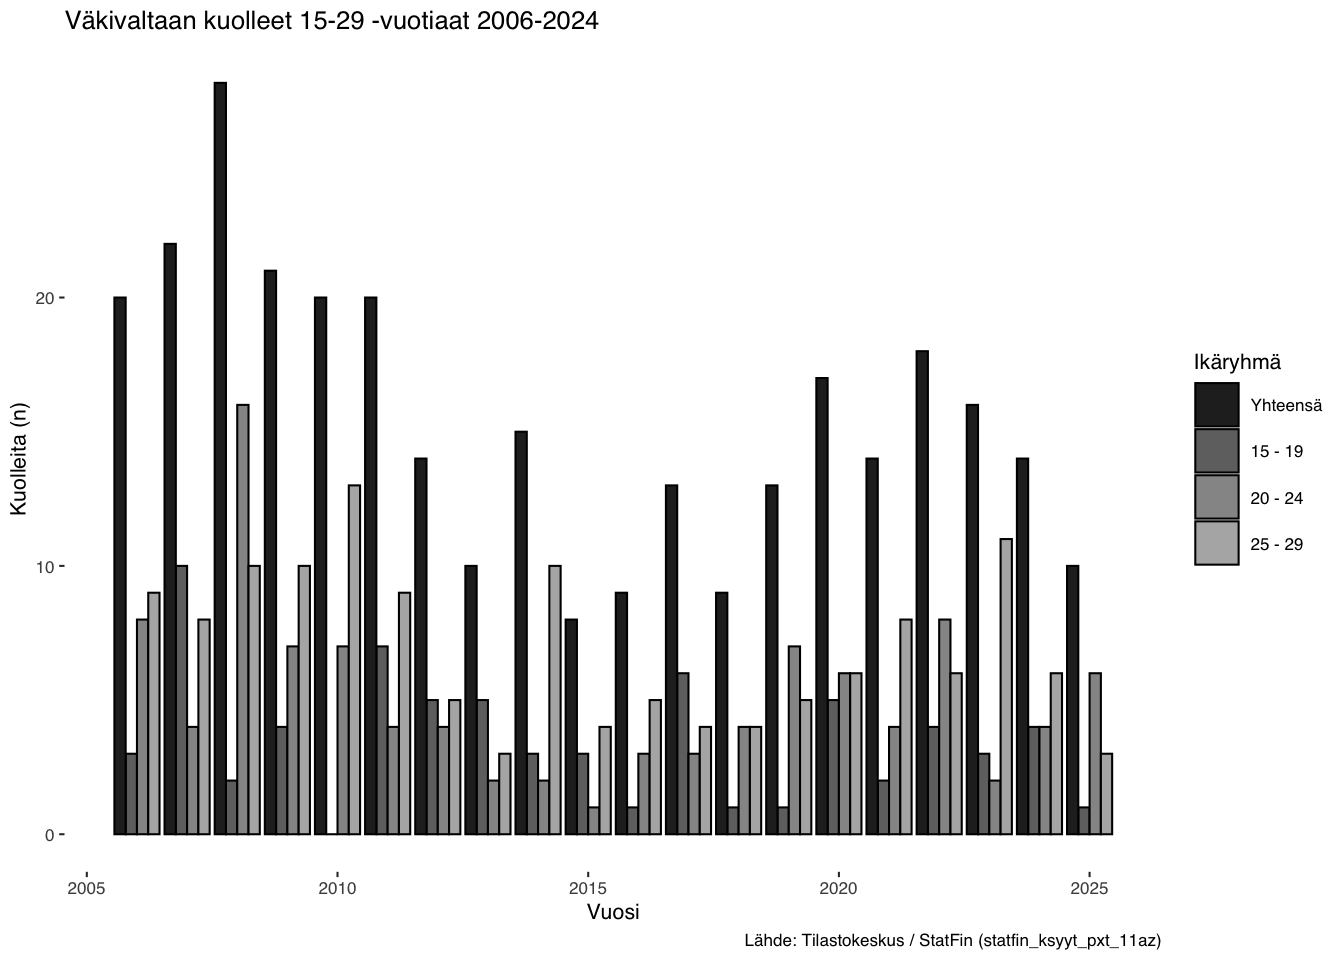 Väkivaltaan kuolleet 15-29 -vuotiaat 2006-2024
Kuolleita (n)
20
10
0
2005
2010
2015
2020
2025
Vuosi
Ikäryhmä
Yhteensä
15 - 19
20 - 24
25 - 29
Lähde: Tilastokeskus / StatFin (statfin_ksyyt_pxt_11az)